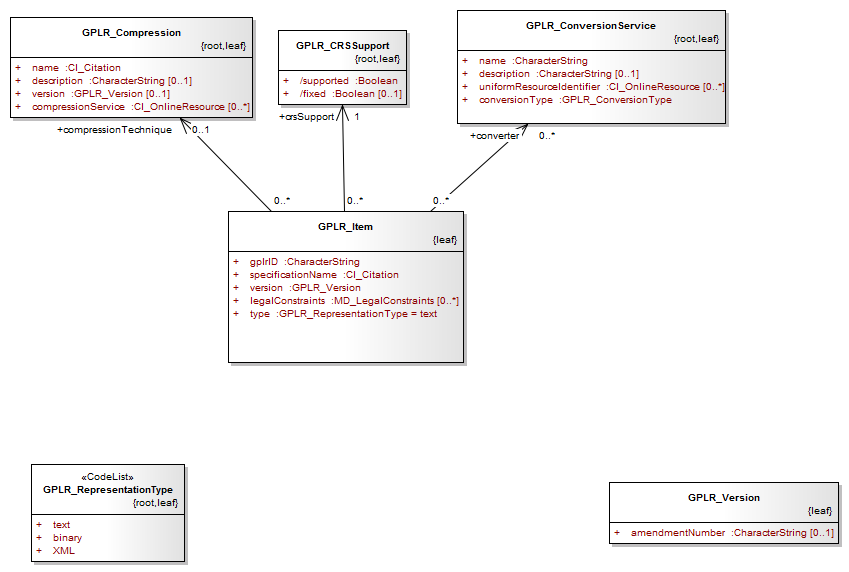 GPLR_Compression
{root,leaf}
+ name :CI_Citation
+ description :CharacterString [0..1]
+ version :GPLR_Version [0..1]
+ compressionService :CI_OnlineResource [0..*]
GPLR_CRSSupport
{root,leaf}
+ /supported :Boolean
+ /fixed :Boolean [0..1]
GPLR_ConversionService
{root,leaf}
+ name :CharacterString
+ description :CharacterString [0..1]
+ uniformResourceIdentifier :CI_OnlineResource [0..*]
+ conversionType :GPLR_ConversionType
+compressionTechnique 0..1
+crsSupport 1
+converter 0..*
0..*
0..*
0..*
GPLR_Item
{leaf}
+ gplrID :CharacterString
+ specificationName :CI_Citation
+ version :GPLR_Version
+ legalConstraints :MD_LegalConstraints [0..*]
+ type :GPLR_RepresentationType = text
«CodeList»
GPLR_RepresentationType
{root,leaf}
+ text
+ binary
+ XML
GPLR_Version
{leaf}
+ amendmentNumber :CharacterString [0..1]